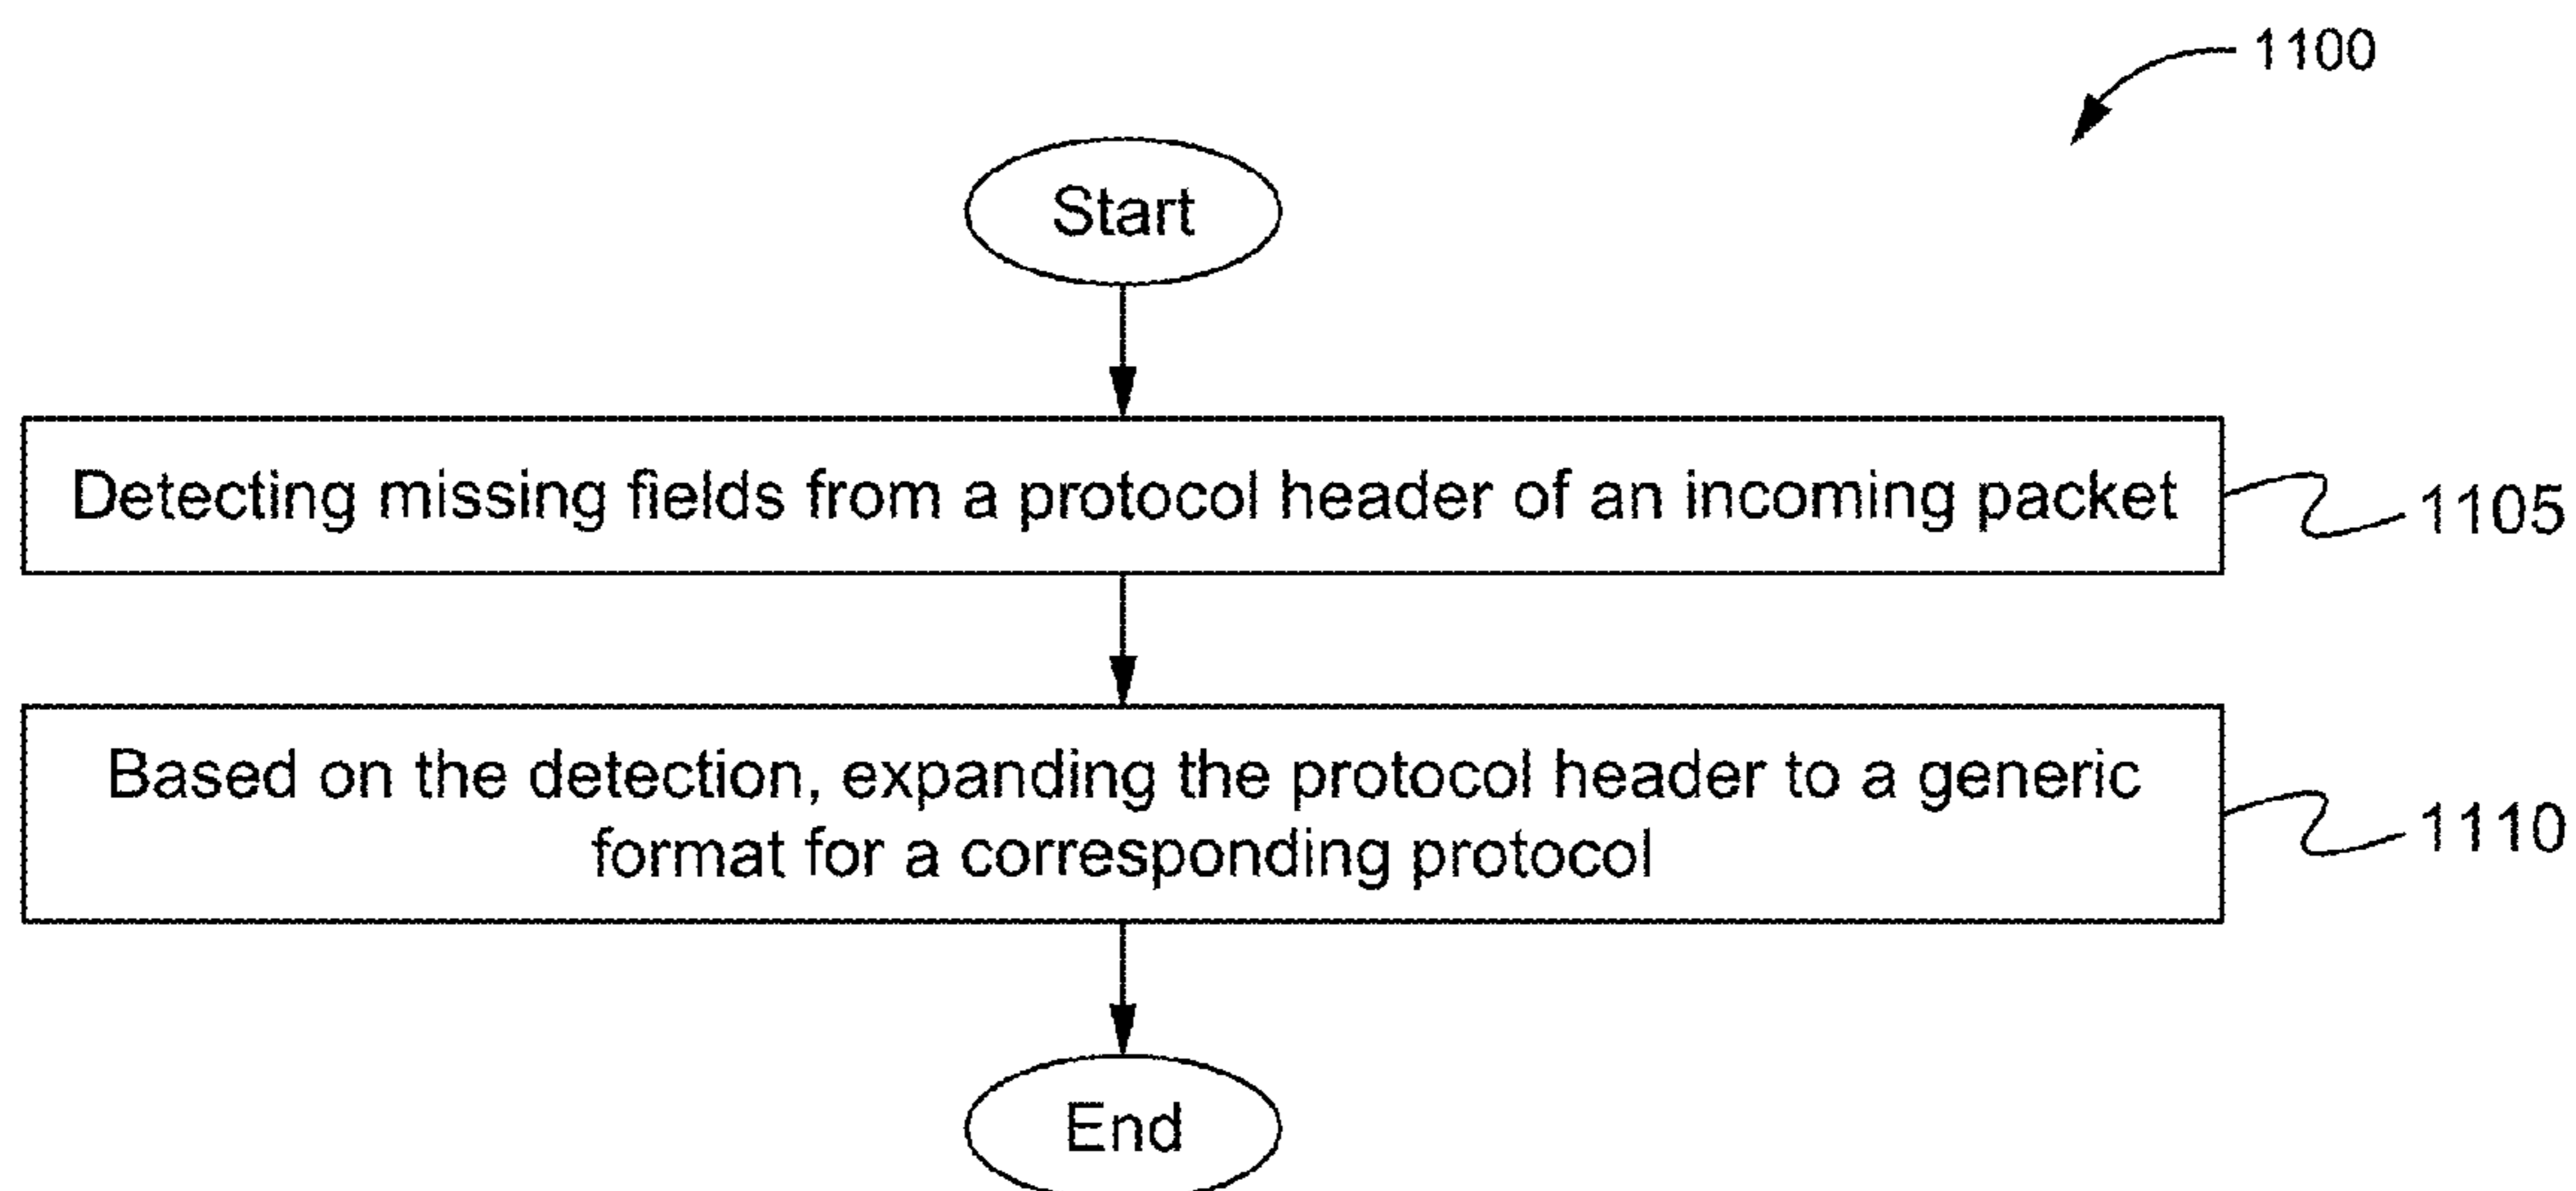 1100
Start
Detecting missing fields from a protocol header of an incoming packet
1105
Based on the detection, expanding the protocol header to a generic
format for a corresponding protocol
1110
End